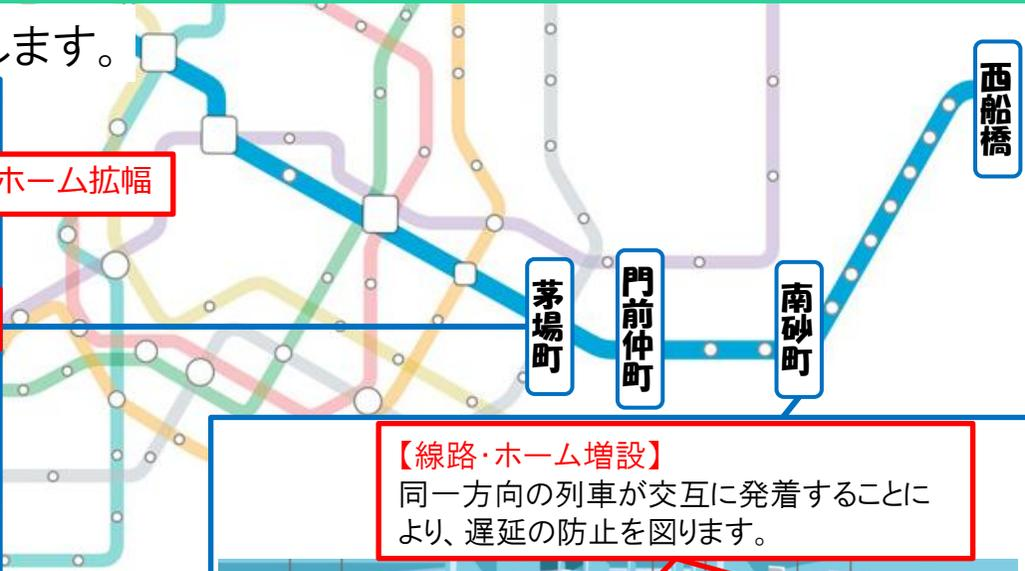 します。
ホーム拡幅
西船橋
茅場町
門前仲町
南砂町
【線路・ホーム増設】
同一方向の列車が交互に発着することに
より、遅延の防止を図ります。